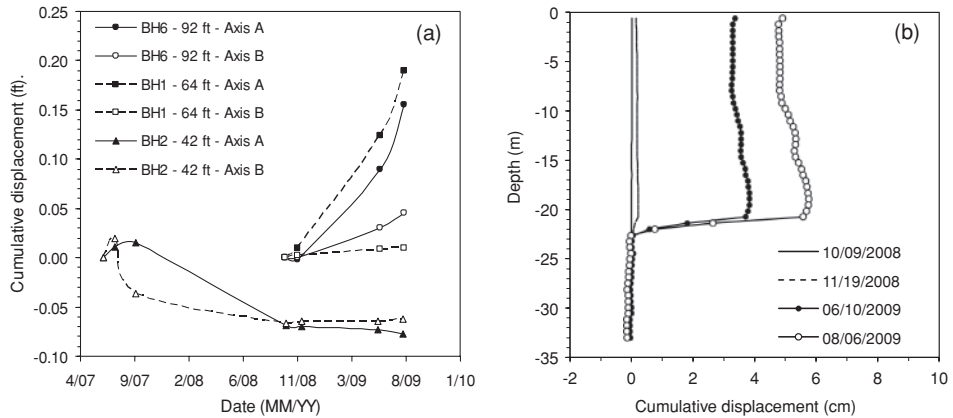 (a)
BH6 - 92 ft - Axis A
BH6 - 92 ft - Axis B
BH1 - 64 ft - Axis A
BH1 - 64 ft - Axis B
BH2 - 42 ft - Axis A
BH2 - 42 ft - Axis B
Cumulative displacement (ft).
0.25
0.20
0.15
0.10
0.05
0.00
-0.05
-0.10
4/07 9/07 2/08 6/08 11/08 3/09 8/09 1/10
Date (MM/YY)
(b)
Depth (m)
0
-5
-10
-15
-20
-25
-30
-35
10/09/2008
11/19/2008
06/10/2009
08/06/2009
-2 0 2 4 6 8 10
Cumulative displacement (cm)